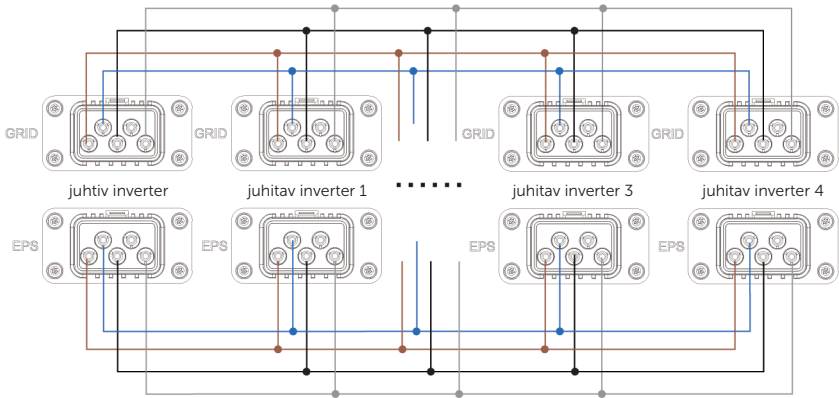 GRID GRID GRID GRID
juhtiv inverter juhitav inverter 1 juhitav inverter 3 juhitav inverter 4
EPS EPS EPS EPS